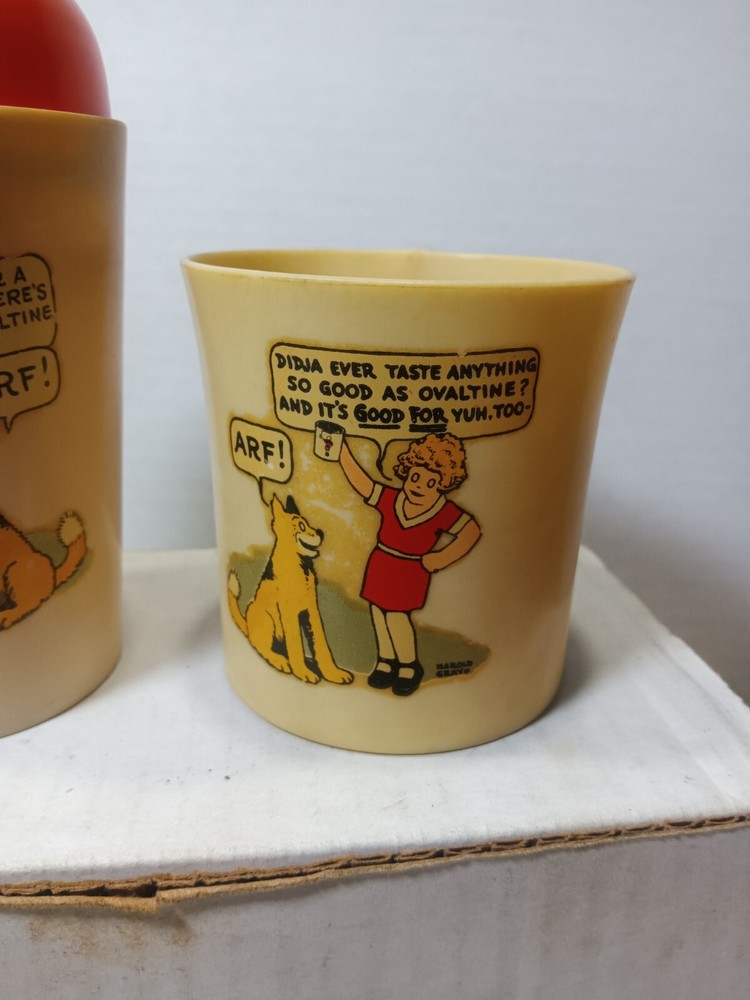 & A
ERE'S
LTINE
RF!
DIDJA EVER TASTE ANYTHING
SO GOOD AS OVALTINE?
AND IT'S GOOD FOR YUH, TOO-
ARF!
HAROLD
GRAY